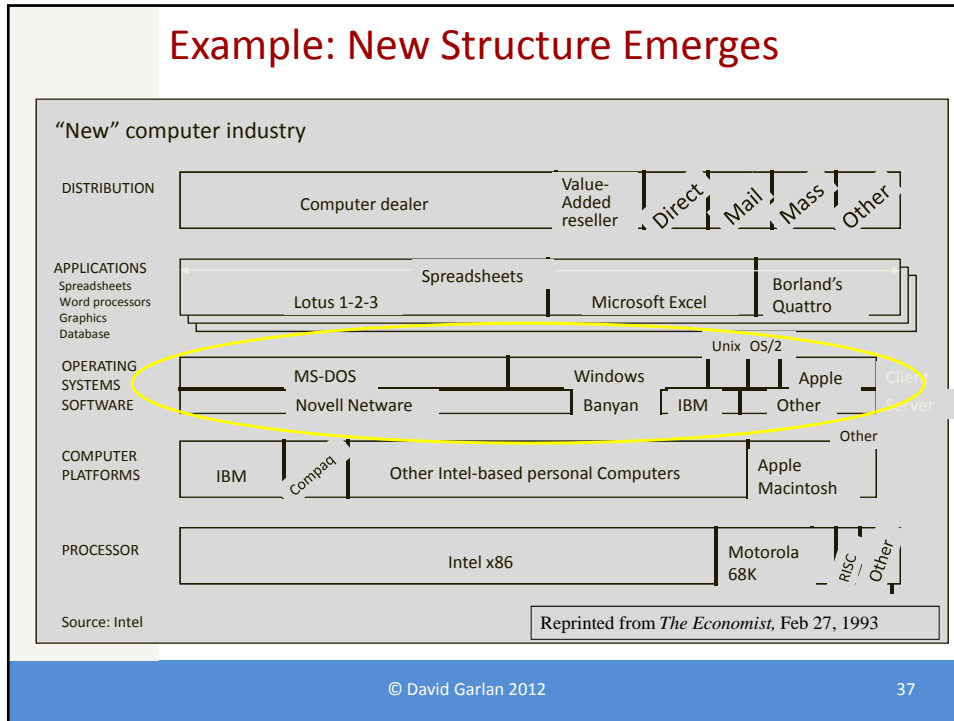 Example: New Structure Emerges
“New” computer industry
DISTRIBUTION
Computer dealer
Value-
Added
reseller
Direct
Mail
Mass
Other
APPLICATIONS
Spreadsheets
Word processors
Graphics
Database
Spreadsheets
Lotus 1-2-3
Microsoft Excel
Borland’s
Quattro
OPERATING
SYSTEMS
SOFTWARE
Unix OS/2
MS-DOS
Windows
Apple
Client
Novell Netware
Banyan
IBM
Other
Server
COMPUTER
PLATFORMS
IBM
Compaq
Other Intel-based personal Computers
Apple
Macintosh
Other
PROCESSOR
Intel x86
Motorola
68K
RISC
Other
Source: Intel
Reprinted from The Economist, Feb 27, 1993
© David Garlan 2012
37